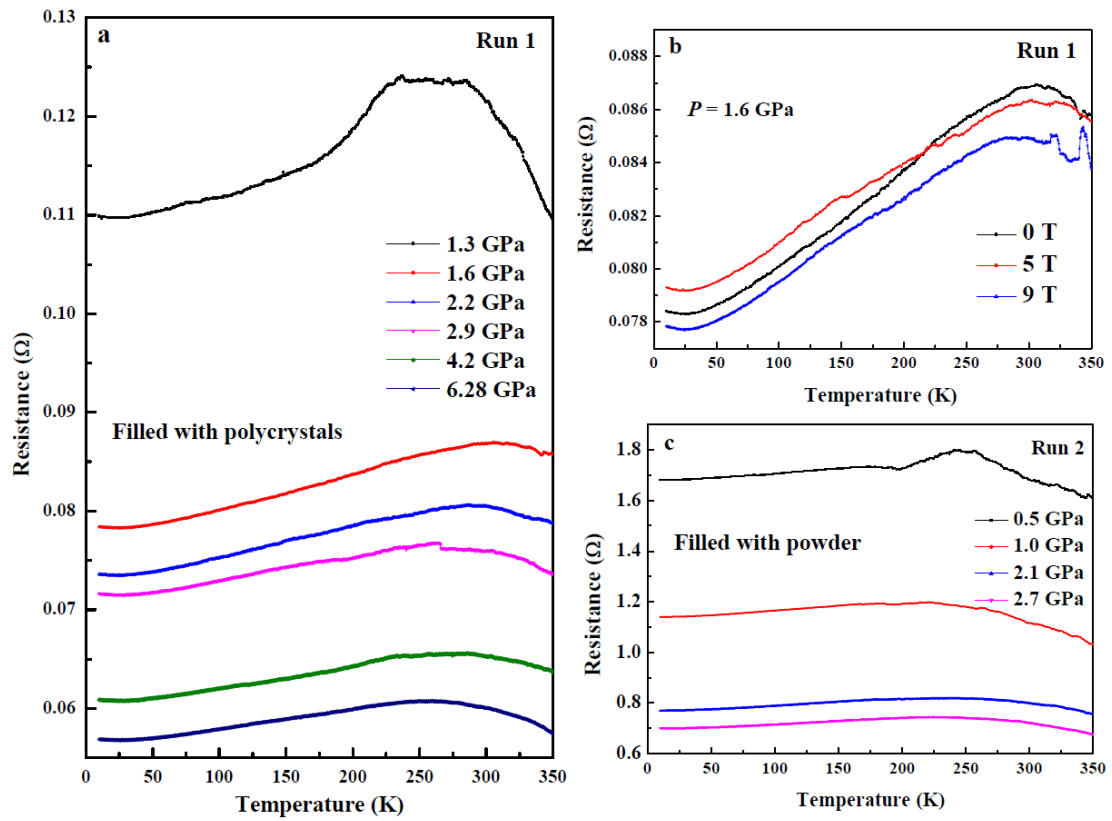 a
Run 1
0.13
0.12
0.11
0.10
0.09
0.08
0.07
0.06
Resistance (Ω)
1.3 GPa
1.6 GPa
2.2 GPa
2.9 GPa
4.2 GPa
6.28 GPa
Filled with polycrystals
0 50 100 150 200 250 300 350
Temperature (K)
b
Run 1
P = 1.6 GPa
0.088
0.086
0.084
0.082
0.080
0.078
Resistance (Ω)
0 T
5 T
9 T
0 50 100 150 200 250 300 350
Temperature (K)
c
Run 2
1.8
1.6
1.4
1.2
1.0
0.8
0.6
Resistance (Ω)
0.5 GPa
1.0 GPa
2.1 GPa
2.7 GPa
Filled with powder
0 50 100 150 200 250 300 350
Temperature (K)